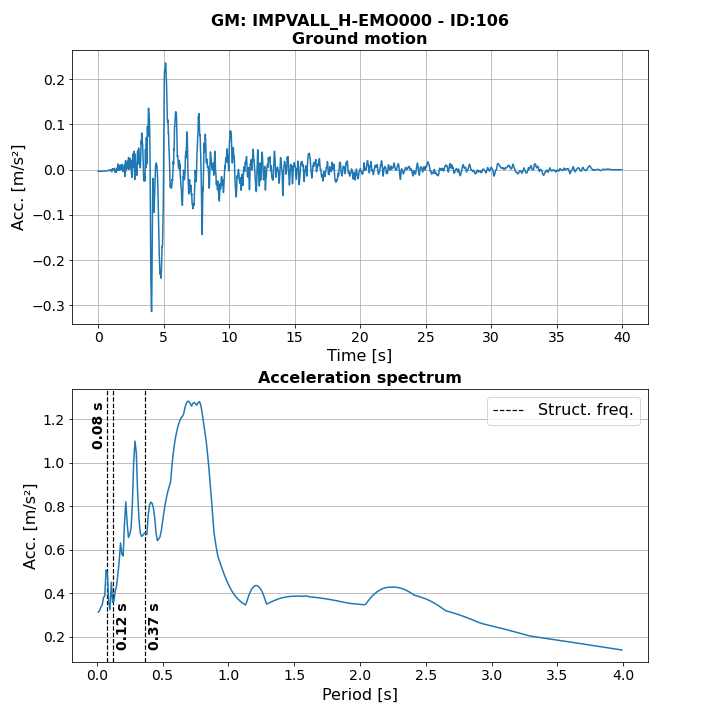 GM: IMPVALL_H-EMO000 - ID:106
Ground motion
0.2
0.1
0.0
−0.1
−0.2
−0.3
Acc. [m/s²]
0 5 10 15 20 25 30 35 40
Time [s]
Acceleration spectrum
1.2
1.0
0.8
0.6
0.4
0.2
Acc. [m/s²]
0.08 s
0.12 s
0.37 s
Struct. freq.
0.0 0.5 1.0 1.5 2.0 2.5 3.0 3.5 4.0
Period [s]